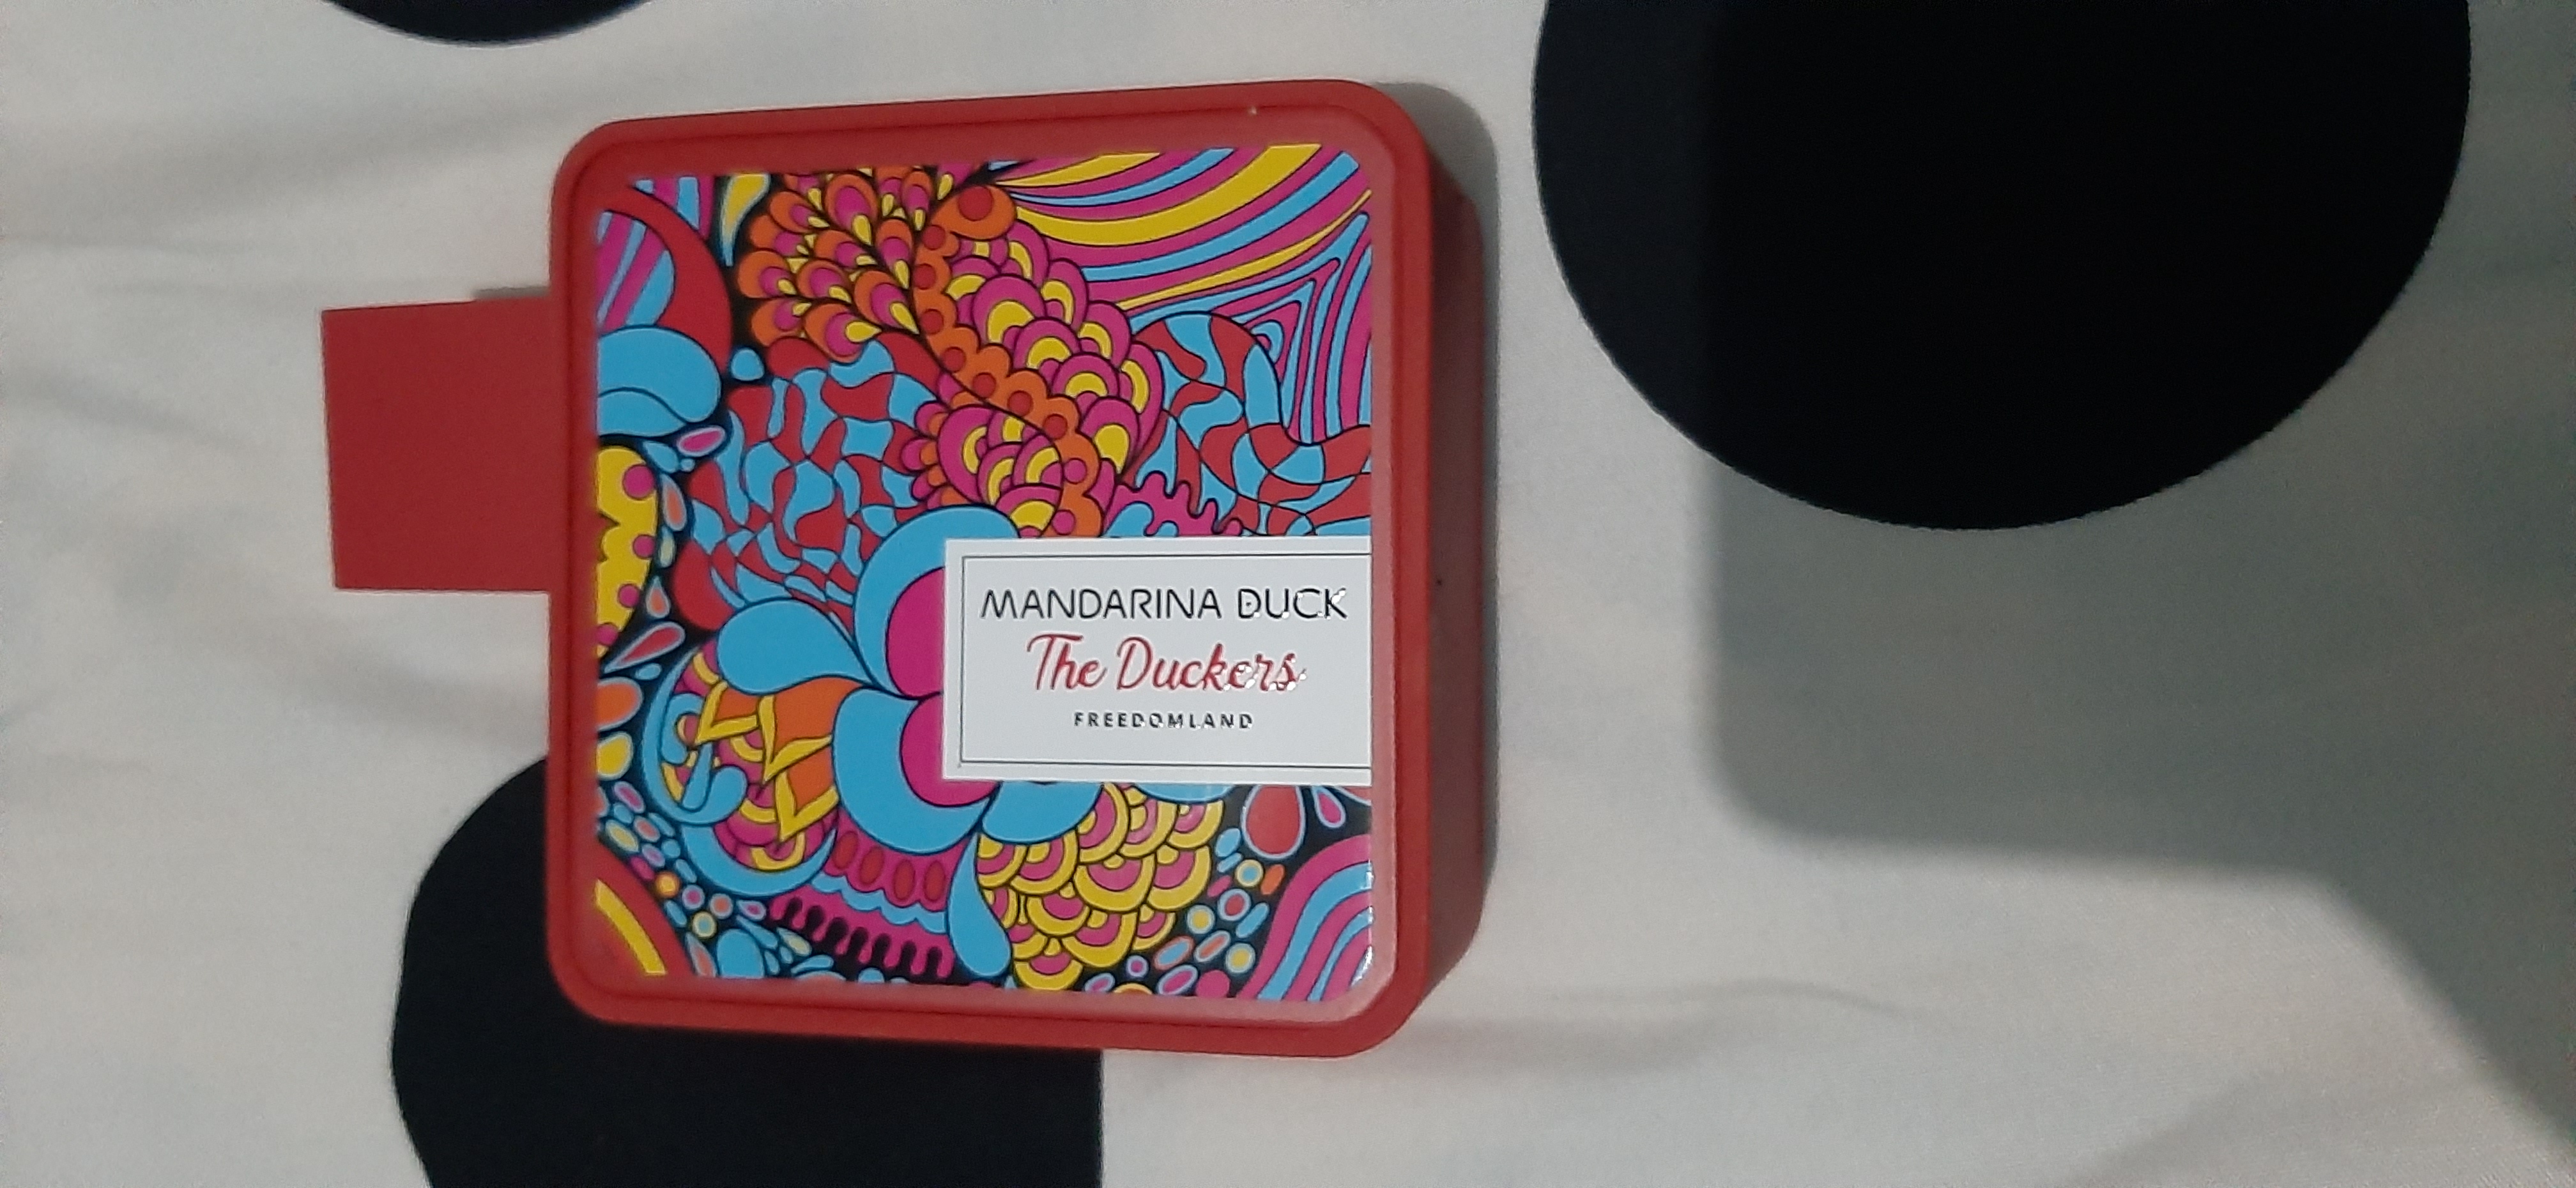 MANDARINA DUCK
The Duckers
FREEDOMLAND